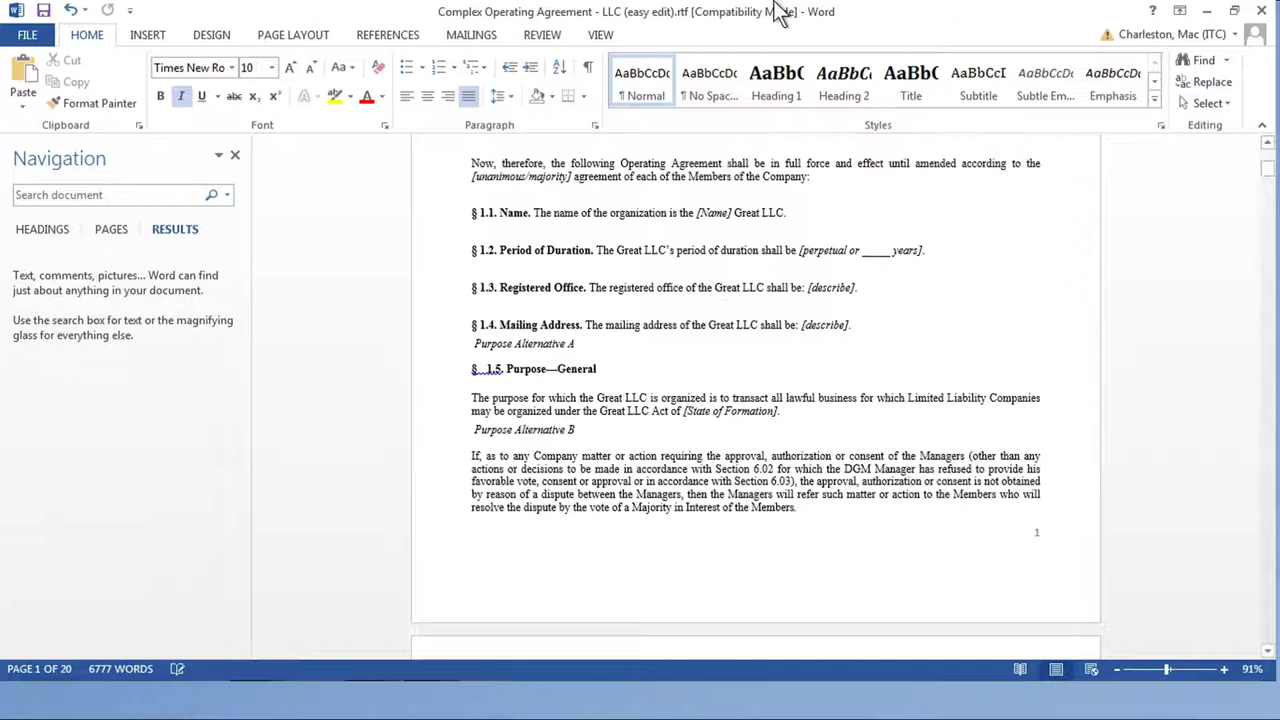 Complex Operating Agreement - LLC (easy edit).rtf [Compatibility M e] - Word
FILE HOME INSERT DESIGN PAGE LAYOUT REFERENCES MAILINGS REVIEW VIEW Charleston, Mac (ITC)
Paste Cut Copy Format Painter
Times New Ro 10
AaBbCcDc AaBbCcDc AaBbC AaBbC AaBbC AaBbCcI AaBbCcDc AaBbCcDc
¶ Normal ¶ No Spac... Heading 1 Heading 2 Title Subtitle Subtle Em... Emphasis
Find Replace Select
Clipboard Font Paragraph Styles Editing
Navigation
Search document
HEADINGS PAGES RESULTS
Text, comments, pictures... Word can find
just about anything in your document.
Use the search box for text or the magnifying
glass for everything else.
Now, therefore, the following Operating Agreement shall be in full force and effect until amended according to the
[unanimous/majority] agreement of each of the Members of the Company:
§ 1.1. Name. The name of the organization is the [Name] Great LLC.
§ 1.2. Period of Duration. The Great LLC's period of duration shall be [perpetual or _____ years].
§ 1.3. Registered Office. The registered office of the Great LLC shall be: [describe].
§ 1.4. Mailing Address. The mailing address of the Great LLC shall be: [describe].
Purpose Alternative A
§ 1.5. Purpose—General
The purpose for which the Great LLC is organized is to transact all lawful business for which Limited Liability Companies
may be organized under the Great LLC Act of [State of Formation].
Purpose Alternative B
If, as to any Company matter or action requiring the approval, authorization or consent of the Managers (other than any
actions or decisions to be made in accordance with Section 6.02 for which the DGM Manager has refused to provide his
favorable vote, consent or approval or in accordance with Section 6.03), the approval, authorization or consent is not obtained
by reason of a dispute between the Managers, then the Managers will refer such matter or action to the Members who will
resolve the dispute by the vote of a Majority in Interest of the Members.
1
PAGE 1 OF 20 6777 WORDS 91%